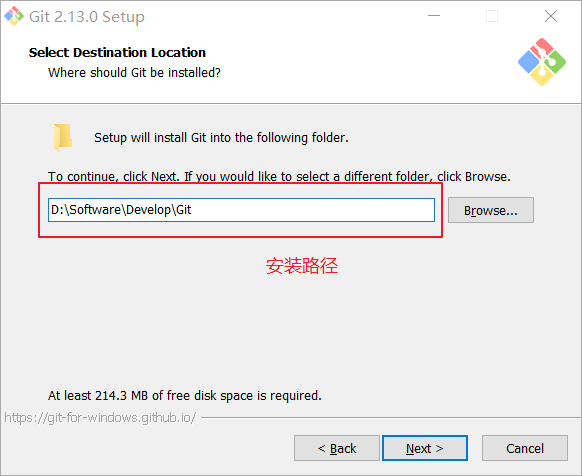 Git 2.13.0 Setup
Select Destination Location
Where should Git be installed?
Setup will install Git into the following folder.
To continue, click Next. If you would like to select a different folder, click Browse.
D:\Software\Develop\Git
Browse...
安装路径
At least 214.3 MB of free disk space is required.
https://git-for-windows.github.io/
< Back
Next >
Cancel